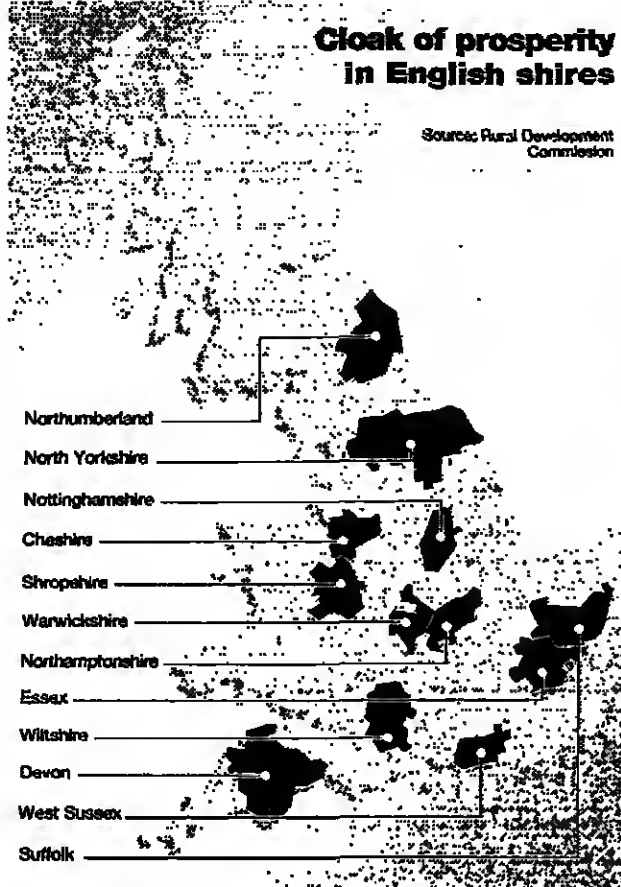 Cloak of prosperity
in English shires
Source: Rural Development
Commission
Northumberland
North Yorkshire
Nottinghamshire
Cheshire
Shropshire
Warwickshire
Northamptonshire
Essex
Wiltshire
Devon
West Sussex
Suffolk